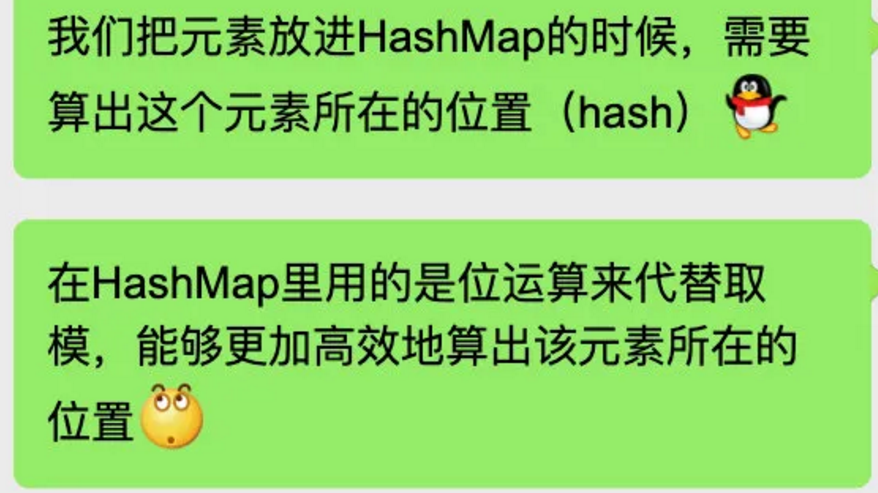 我们把元素放进HashMap的时候，需要
算出这个元素所在的位置（hash）
在HashMap里用的是位运算来代替取
模，能够更加高效地算出该元素所在的
位置